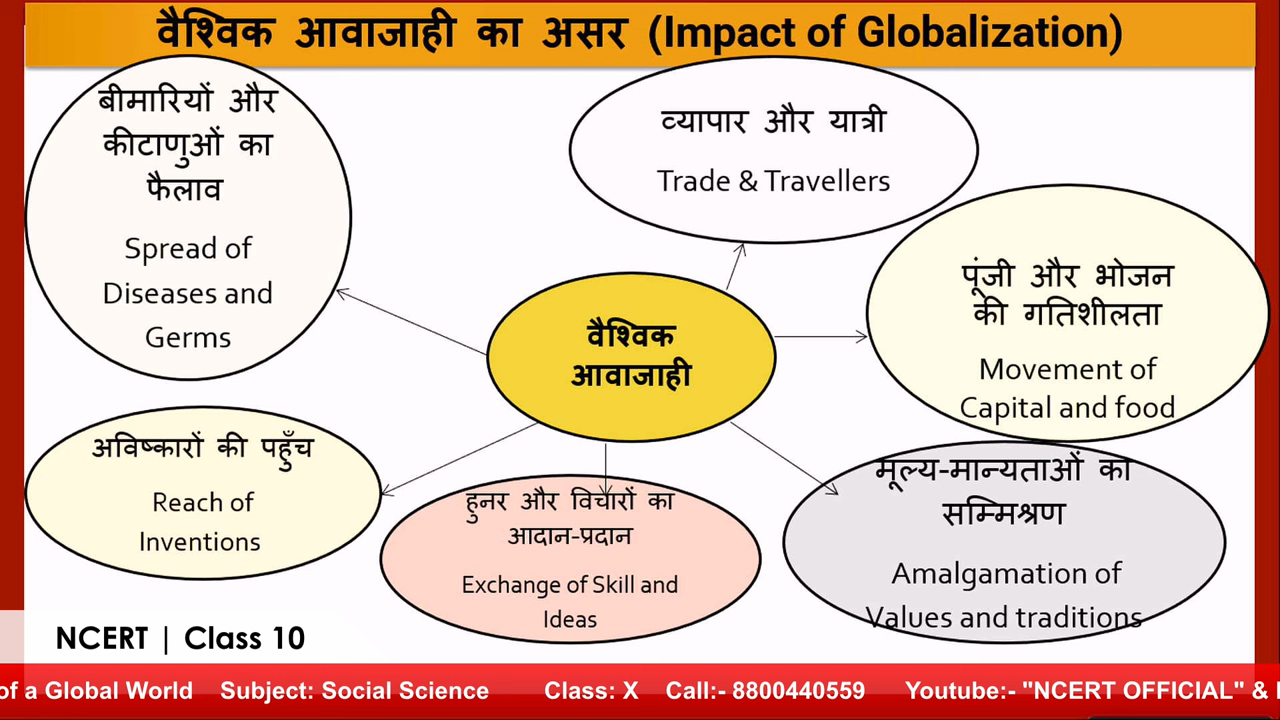 वैश्विक आवाजाही का असर (Impact of Globalization)
बीमारियों और
कीटाणुओं का
फैलाव
Spread of
Diseases and
Germs
व्यापार और यात्री
Trade & Travellers
पूंजी और भोजन
की गतिशीलता
Movement of
Capital and food
वैश्विक
आवाजाही
अविष्कारों की पहुँच
Reach of
Inventions
हुनर और विचारों का
आदान-प्रदान
Exchange of Skill and
Ideas
मूल्य-मान्यताओं का
सम्मिश्रण
Amalgamation of
Values and traditions
NCERT | Class 10
of a Global World Subject: Social Science Class: X Call:- 8800440559 Youtube:- "NCERT OFFICIAL" &